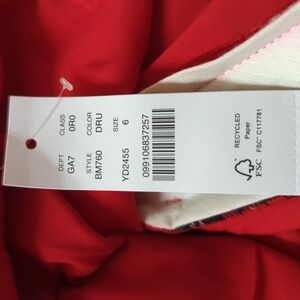 CLASS COLOR SIZE
0R0 DRU 6
DEPT STYLE
GA7 BM760 YD2455
099106837257
RECYCLED
Paper
FSC® C117781
FSC